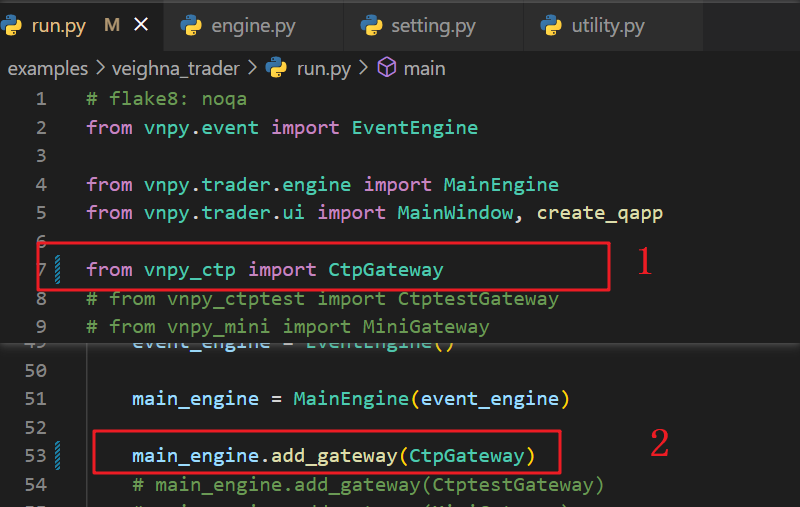 run.py M
engine.py
setting.py
utility.py
examples > veighna_trader > run.py > main
1 # flake8: noqa
2 from vnpy.event import EventEngine
3
4 from vnpy.trader.engine import MainEngine
5 from vnpy.trader.ui import MainWindow, create_qapp
6
7 from vnpy_ctp import CtpGateway 1
8 # from vnpy_ctptest import CtptestGateway
9 # from vnpy_mini import MiniGateway
49 event_engine = EventEngine()
50
51 main_engine = MainEngine(event_engine)
52
53 main_engine.add_gateway(CtpGateway) 2
54 # main_engine.add_gateway(CtptestGateway)